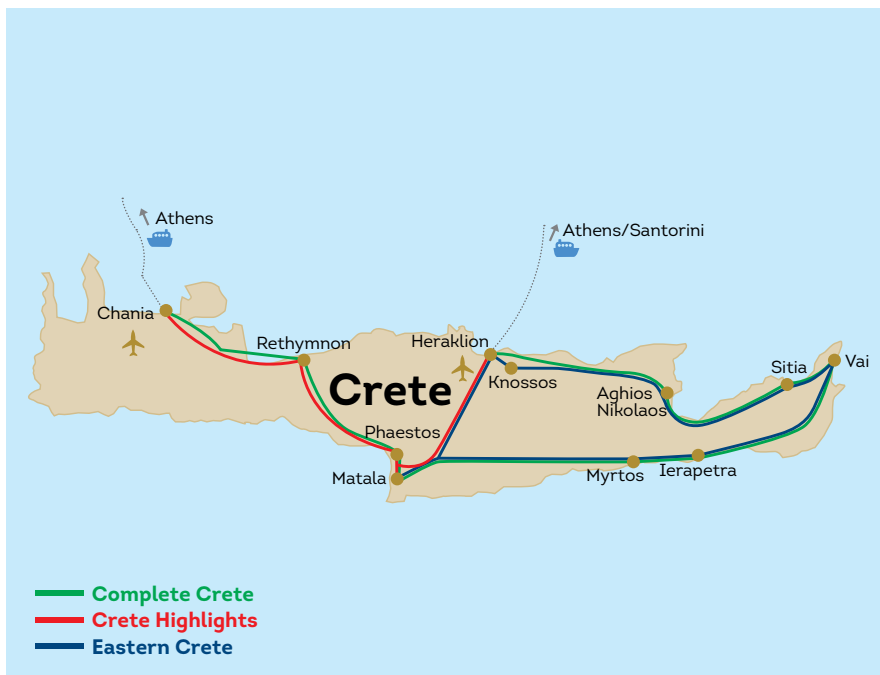 Athens
Athens/Santorini
Chania
Rethymnon
Heraklion
Knossos
Crete
Aghios
Nikolaos
Sitia
Vai
Phaestos
Matala
Myrtos
Ierapetra
Complete Crete
Crete Highlights
Eastern Crete